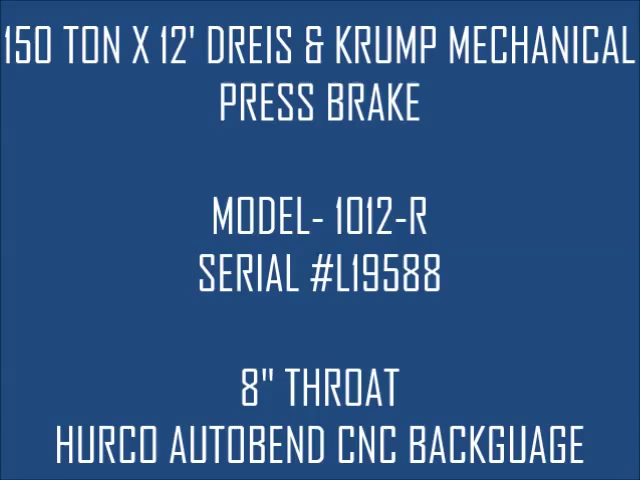 150 TON X 12' DREIS & KRUMP MECHANICAL
PRESS BRAKE
MODEL- 1012-R
SERIAL #L19588
8" THROAT
HURCO AUTOBEND CNC BACKGUAGE